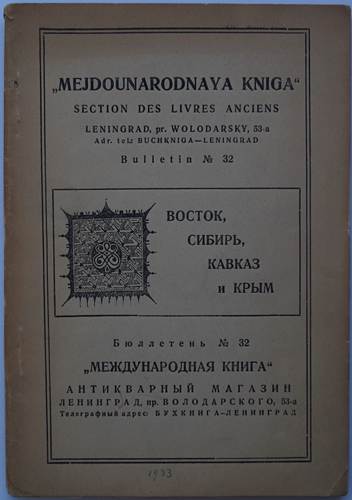 „MEJDOUNARODNAYA KNIGA“
SECTION DES LIVRES ANCIENS
LENINGRAD, pr. WOLODARSKY, 53-a
Adr. telz BUCHKNIGA—LENINGRAD
Bulletin № 32
ВОСТОК,
СИБИРЬ,
КАВКАЗ
и КРЫМ
Бюллетень № 32
„МЕЖДУНАРОДНАЯ КНИГА“
АНТИКВАРНЫЙ МАГАЗИН
ЛЕНИНГРАД, пр. ВОЛОДАРСКОГО, 53-а
Телеграфный адрес: БУХКНИГА-ЛЕНИНГРАД
1933